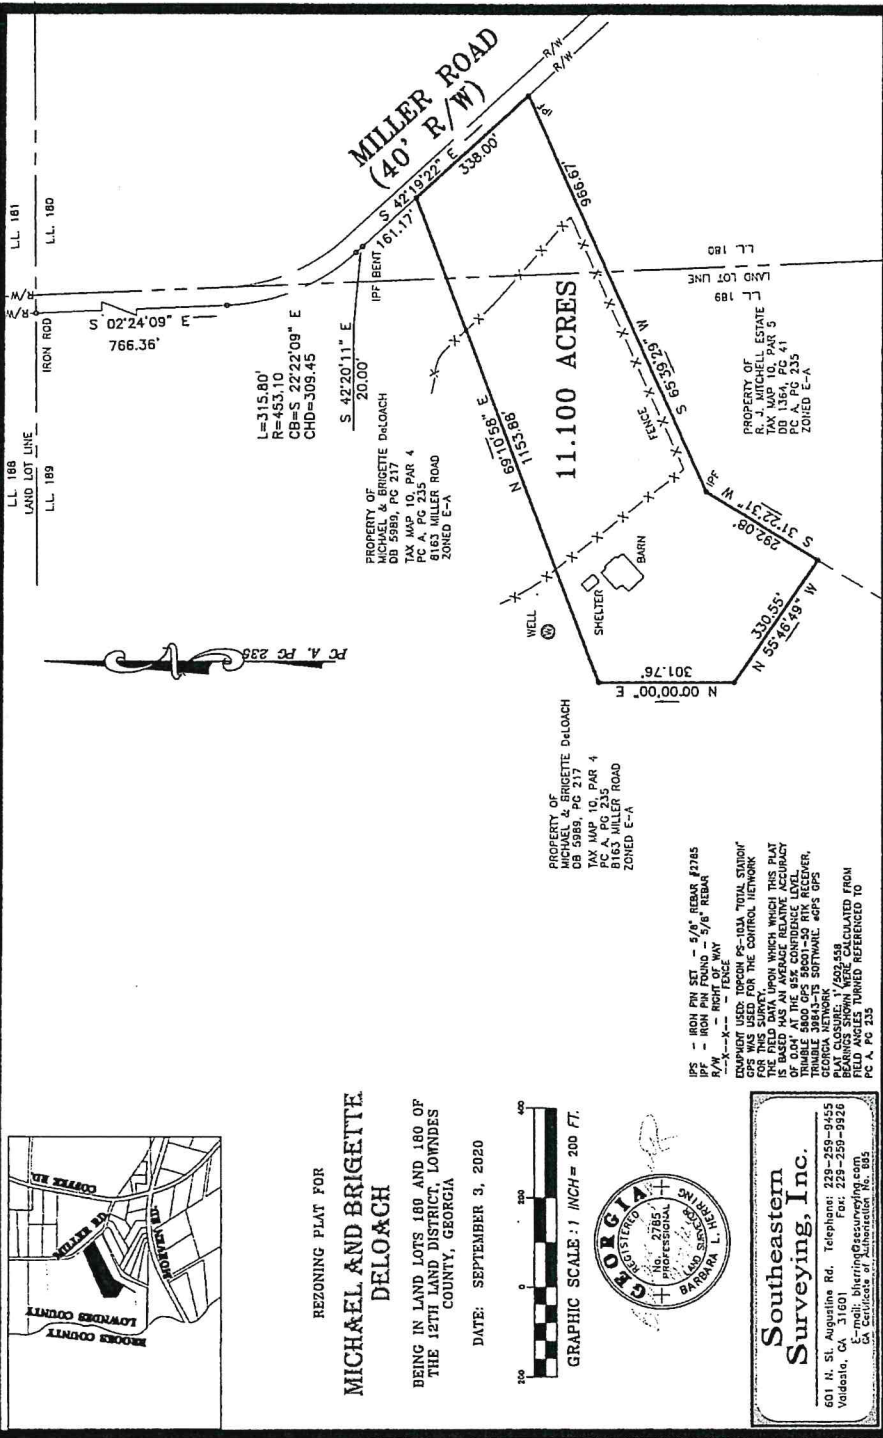 BROOKS COUNTY
LOWNDES COUNTY
COFFEE RD.
MORVEN RD.
REZONING PLAT FOR
MICHAEL AND BRIGETTE
DELOACH
BEING IN LAND LOTS 189 AND 180 OF
THE 12TH LAND DISTRICT, LOWNDES
COUNTY, GEORGIA
DATE: SEPTEMBER 3, 2020
200 0 200 400
GRAPHIC SCALE: 1 INCH = 200 FT.
GEORGIA
REGISTERED
No. 2785
PROFESSIONAL
LAND SURVEYOR
BARBARA L. HERRING
Southeastern
Surveying, Inc.
601 N. St. Augustine Rd. Telephone: 229-259-9455
Valdosta, GA 31601 Fax: 229-259-9926
E-mail: bherring@sesurveying.com
GA Certificate of Authorization No. 885
IPS - IRON PIN SET - 5/8" REBAR #2785
IPF - IRON PIN FOUND - 5/8" REBAR
R/W - RIGHT OF WAY
--X--X-- - FENCE
EQUIPMENT USED: TOPCON PS-103A "TOTAL STATION"
GPS WAS USED FOR THE CONTROL NETWORK
FOR THIS SURVEY.
THE FIELD DATA UPON WHICH WHICH THIS PLAT
IS BASED HAS AN AVERAGE RELATIVE ACCURACY
OF 0.04' AT THE 95% CONFIDENCE LEVEL.
TRIMBLE 5800 GPS 58001-50 RTK RECEIVER,
TRIMBLE 39843-TS SOFTWARE. eGPS GPS
GEORGIA NETWORK
PLAT CLOSURE: 1'/502,558
BEARINGS SHOWN WERE CALCULATED FROM
FIELD ANGLES TURNED REFERENCED TO
PC A, PG 235
PC A, PG 235
L.L. 188
LAND LOT LINE
L.L. 189
IRON ROD
L.L. 181
L.L. 180
R/W
R/W
S 02°24'09" E
766.36'
L=315.80'
R=453.10
CB=S 22°22'09" E
CHD=309.45
S 42°20'11" E
20.00'
IPF BENT
161.17'
S 42°19'22" E
338.00'
MILLER ROAD
(40' R/W)
R/W
R/W
IPF
PROPERTY OF
MICHAEL & BRIGETTE DeLOACH
DB 5989, PG 217
TAX MAP 10, PAR 4
PC A, PG 235
8163 MILLER ROAD
ZONED E-A
N 69°10'58" E
1153.88'
11.100 ACRES
966.67'
S 65°39'29" W
FENCE
L.L. 180
LAND LOT LINE
L.L. 189
PROPERTY OF
R. J. MITCHELL ESTATE
TAX MAP 10, PAR 5
DB 1364, PG 41
PC A, PG 235
ZONED E-A
WELL
W
SHELTER
BARN
IPF
S 31°22'31" W
292.08'
330.55'
N 55°46'49" W
301.76'
N 00°00'00" E
PROPERTY OF
MICHAEL & BRIGETTE DeLOACH
DB 5989, PG 217
TAX MAP 10, PAR 4
PC A, PG 235
8163 MILLER ROAD
ZONED E-A